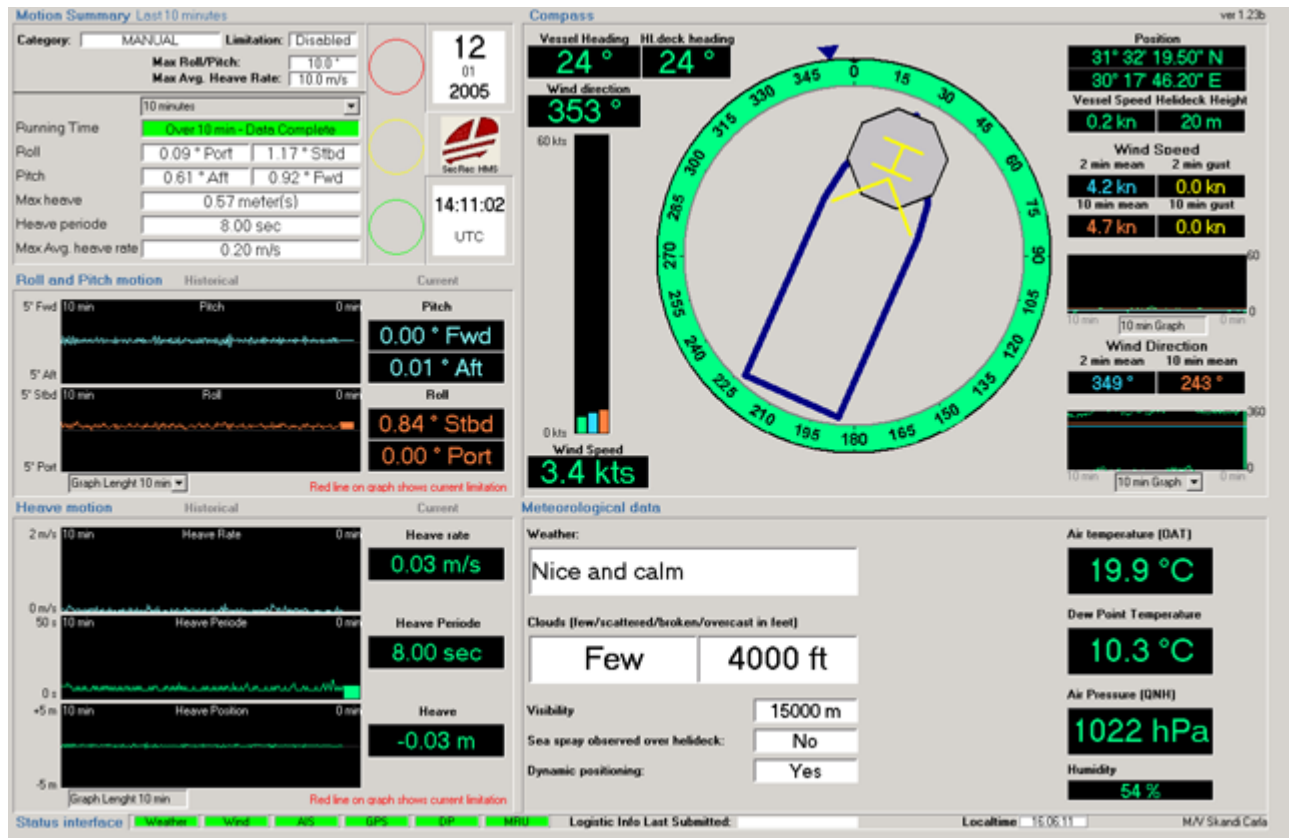 Motion Summary Last 10 minutes
Category: MANUAL Limitation: Disabled
Max Roll/Pitch: 10.0 °
Max Avg. Heave Rate: 10.0 m/s
12
01
2005
10 minutes
Running Time Over 10 min - Data Complete
Roll 0.09 ° Port 1.17 ° Stbd
Pitch 0.61 ° Aft 0.92 ° Fwd
Max heave 0.57 meter(s)
Heave periode 8.00 sec
Max Avg. heave rate 0.20 m/s
SecRec HMS
14:11:02
UTC
Roll and Pitch motion Historical Current
5° Fwd 10 min Pitch 0 min Pitch
0.00 ° Fwd
0.01 ° Aft
5° Aft
5° Stbd 10 min Roll 0 min Roll
0.84 ° Stbd
0.00 ° Port
5° Port
Graph Lenght 10 min Red line on graph shows current limitation
Heave motion Historical Current
2 m/s 10 min Heave Rate 0 min Heave rate
0.03 m/s
0 m/s
50 s 10 min Heave Periode 0 min Heave Periode
8.00 sec
0 s
+5 m 10 min Heave Position 0 min Heave
-0.03 m
-5 m
Graph Lenght 10 min Red line on graph shows current limitation
Compass ver 1.23b
Vessel Heading Hl.deck heading
24 ° 24 °
Wind direction
353 °
60 kts
0 kts
Wind Speed
3.4 kts
0 15 30 45 60 15 90 105 120 135 150 165 180 195 210 225 240 255 270 285 300 315 330 345
H
Position
31° 32' 19.50" N
30° 17' 46.20" E
Vessel Speed Helideck Height
0.2 kn 20 m
Wind Speed
2 min mean 2 min gust
4.2 kn 0.0 kn
10 min mean 10 min gust
4.7 kn 0.0 kn
60
0
10 min 10 min Graph 0 min
Wind Direction
2 min mean 10 min mean
349 ° 243 °
360
0
10 min 10 min Graph 0 min
Meteorological data
Weather:
Nice and calm
Clouds (few/scattered/broken/overcast in feet)
Few 4000 ft
Visibility 15000 m
Sea spray observed over helideck: No
Dynamic positioning: Yes
Air temperature (OAT)
19.9 °C
Dew Point Temperature
10.3 °C
Air Pressure (QNH)
1022 hPa
Humidity
54 %
Status interface Weather Wind AIS GPS DP MRU Logistic Info Last Submitted: Localtime 16:06:11 M/V Skandi Carla